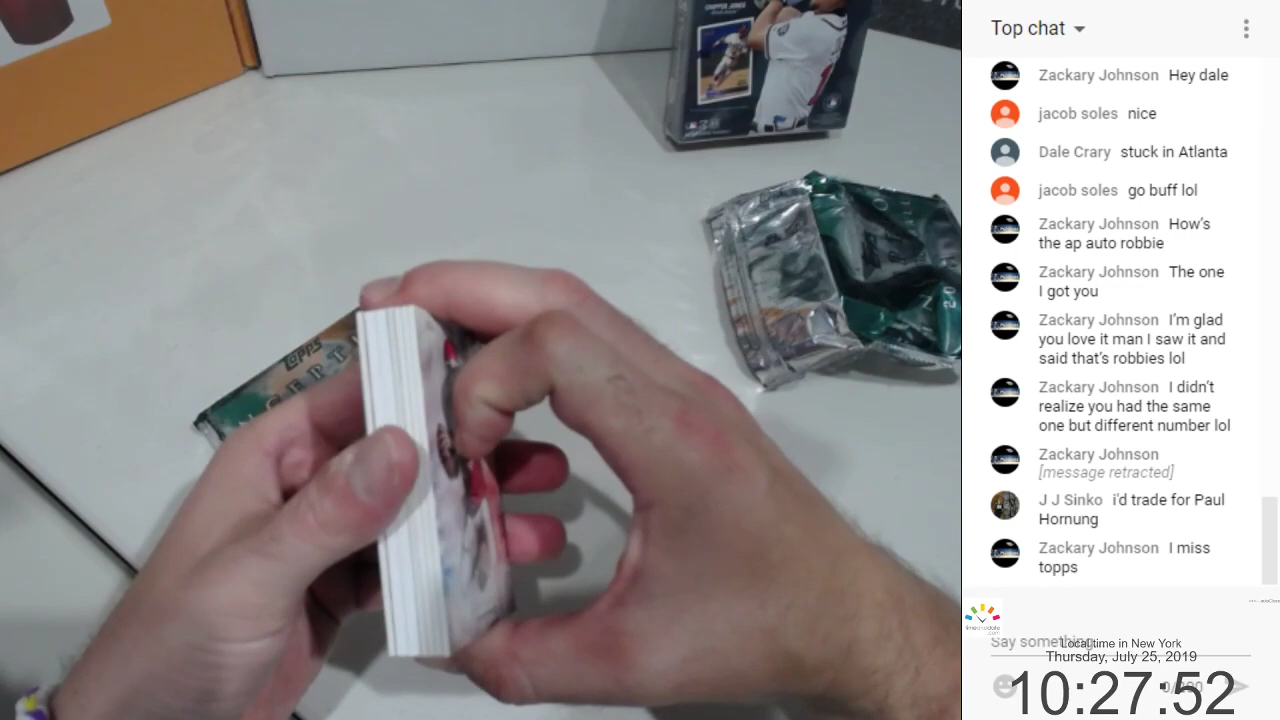 CHIPPER JONES
TOPPS
Top chat
Zackary Johnson Hey dale
jacob soles nice
Dale Crary stuck in Atlanta
jacob soles go buff lol
Zackary Johnson How's
the ap auto robbie
Zackary Johnson The one
I got you
Zackary Johnson I'm glad
you love it man I saw it and
said that's robbies lol
Zackary Johnson I didn't
realize you had the same
one but different number lol
Zackary Johnson
[message retracted]
J J Sinko i'd trade for Paul
Hornung
Zackary Johnson I miss
topps
Say something...
Local time in New York
Thursday, July 25, 2019
10:27:52